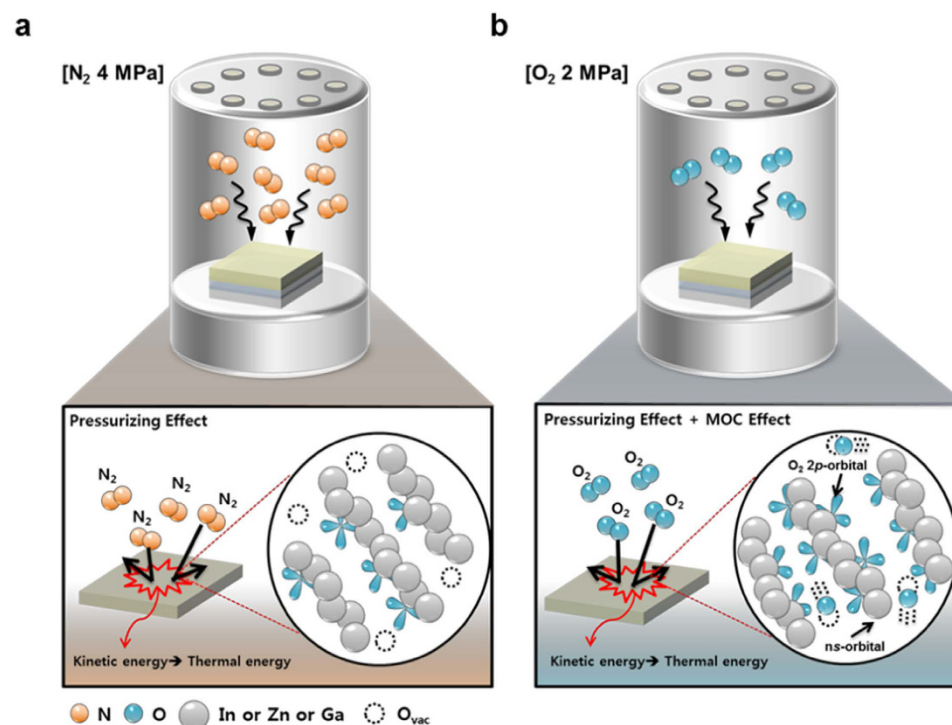 a
[N₂ 4 MPa]
Pressurizing Effect
N₂
N₂
N₂
N₂
Kinetic energy→ Thermal energy
b
[O₂ 2 MPa]
Pressurizing Effect + MOC Effect
O₂
O₂
O₂
O₂
O₂ 2p-orbital
ns-orbital
Kinetic energy→ Thermal energy
N O In or Zn or Ga Ovac